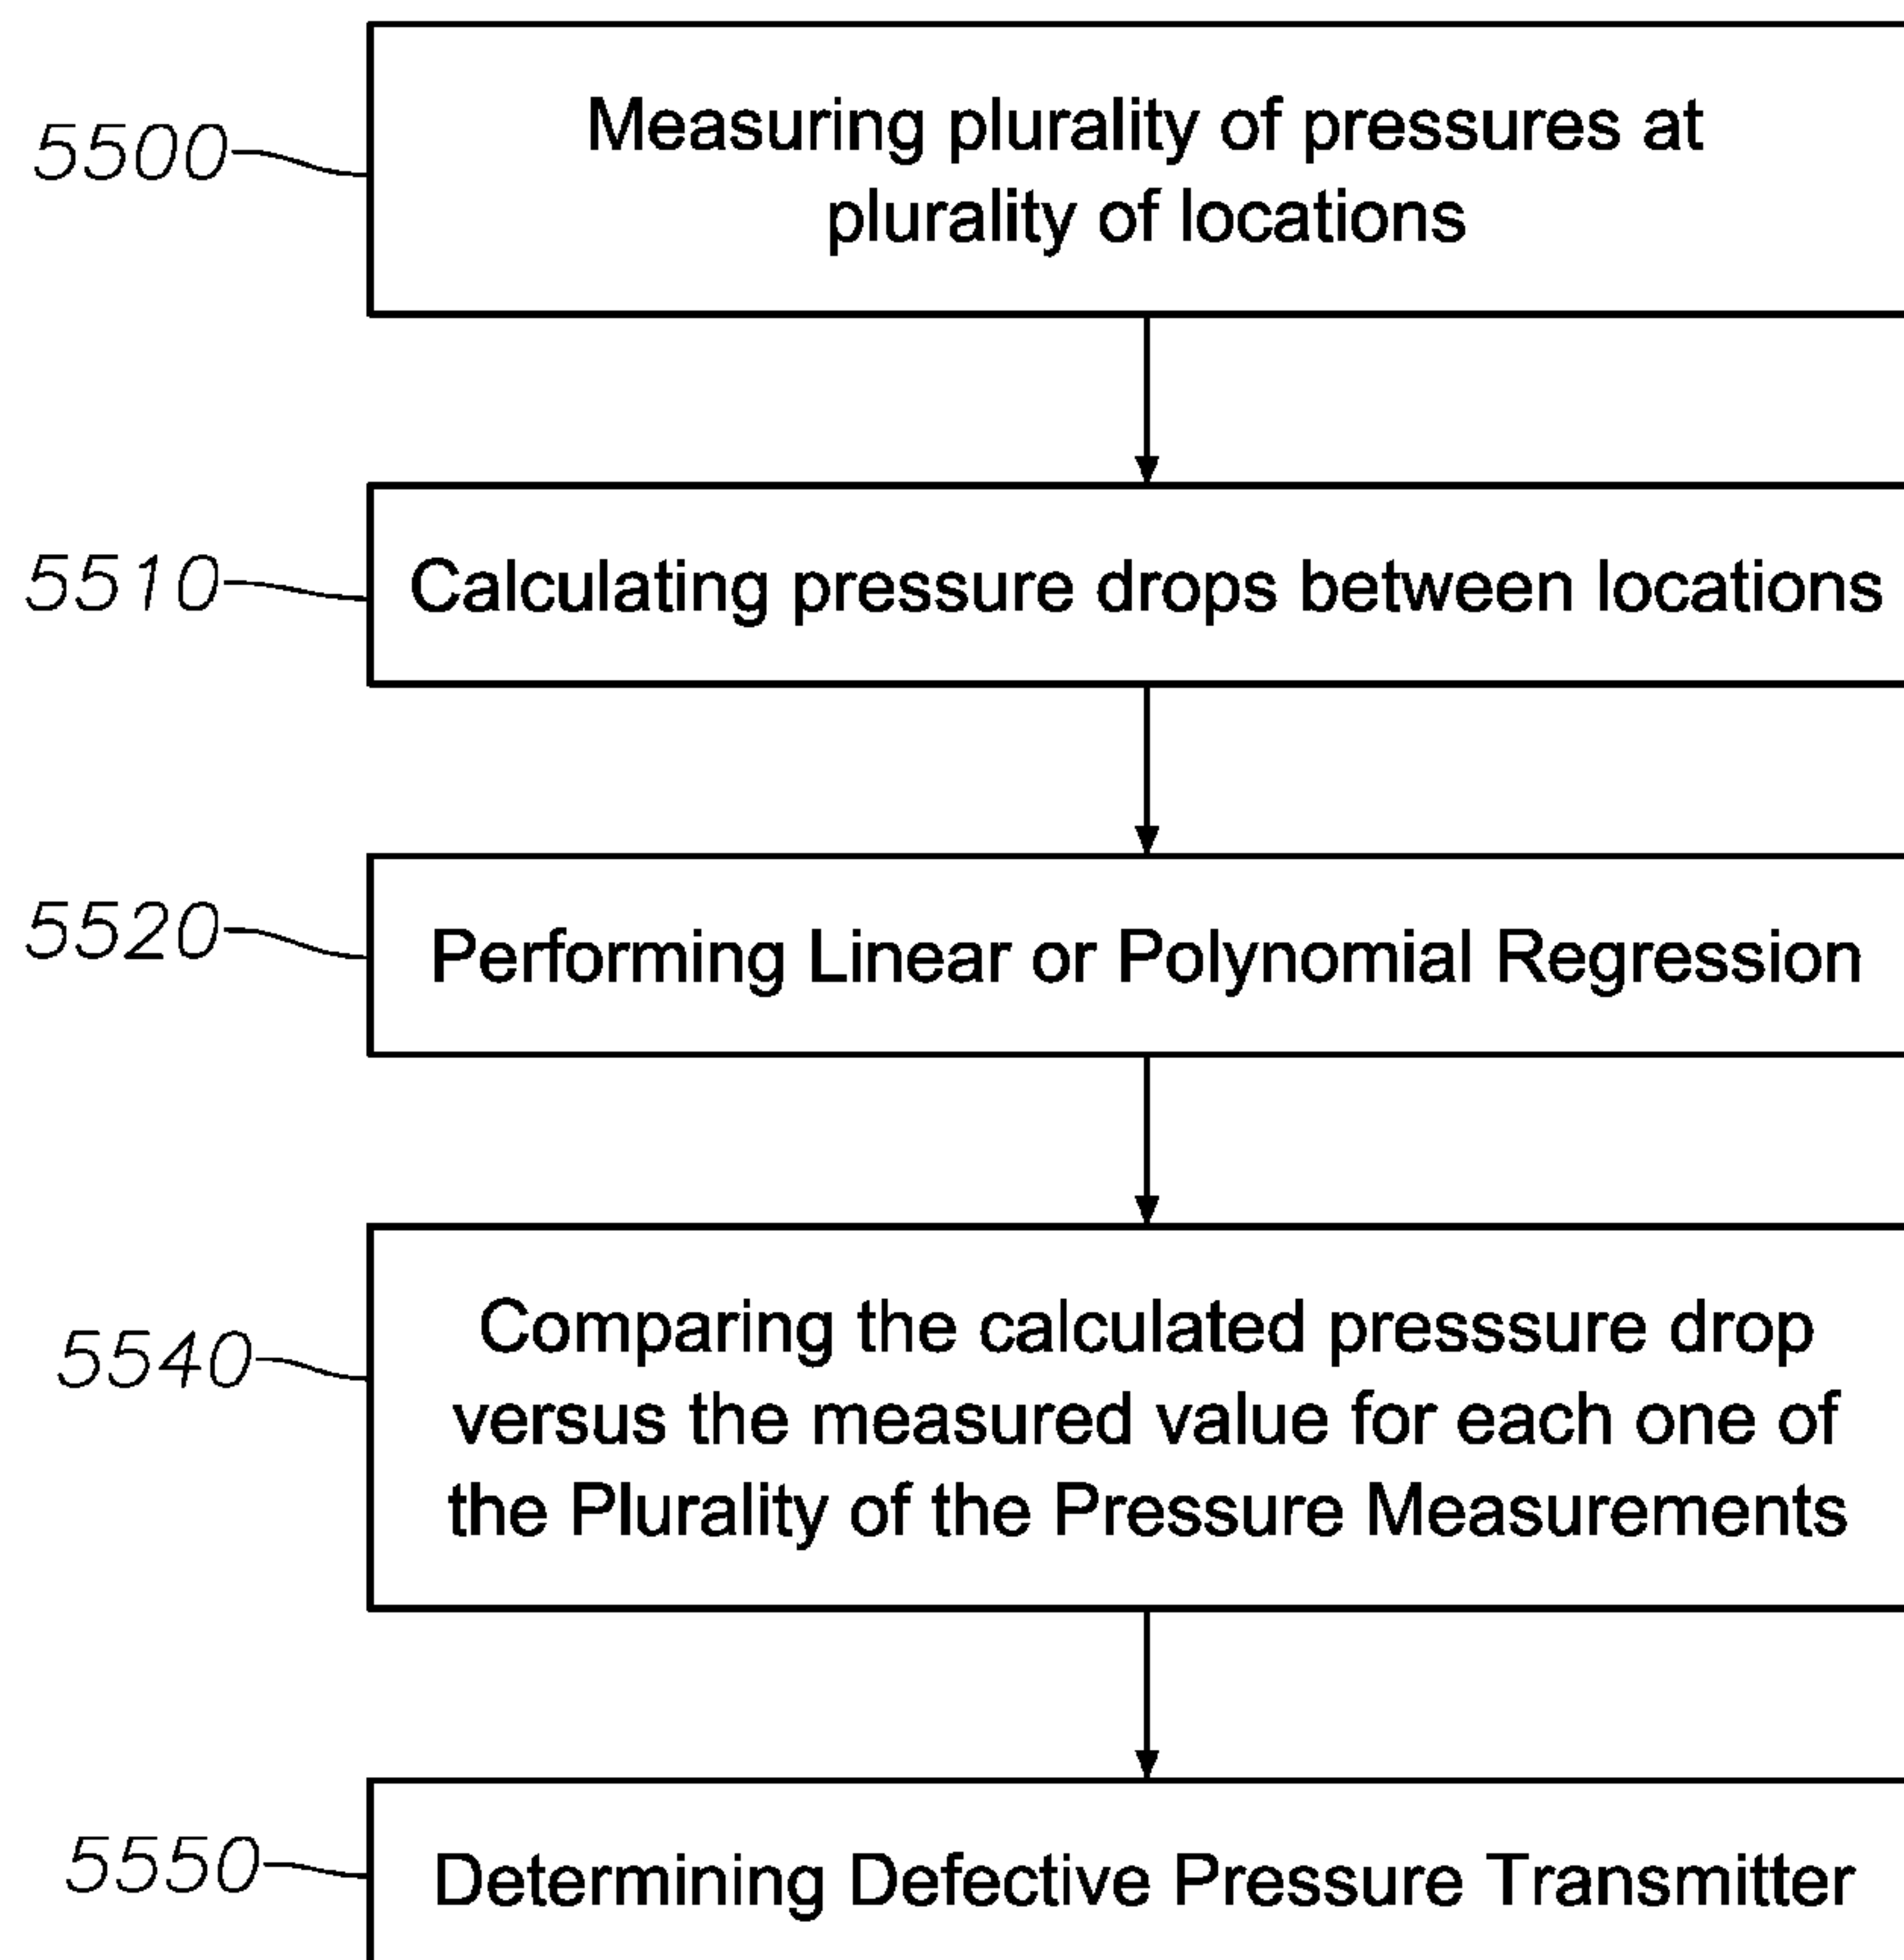 5500
Measuring plurality of pressures at
plurality of locations
5510
Calculating pressure drops between locations
5520
Performing Linear or Polynomial Regression
5540
Comparing the calculated presssure drop
versus the measured value for each one of
the Plurality of the Pressure Measurements
5550
Determining Defective Pressure Transmitter